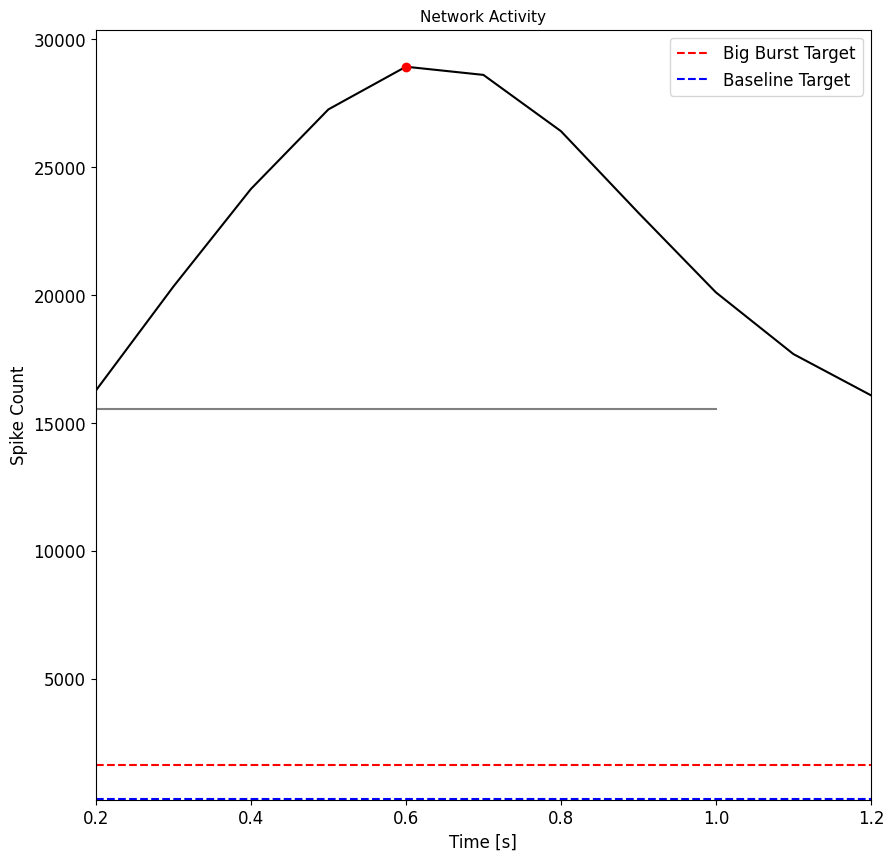 Network Activity
Big Burst Target
Baseline Target
Spike Count
30000
25000
20000
15000
10000
5000
0.2
0.4
0.6
0.8
1.0
1.2
Time [s]